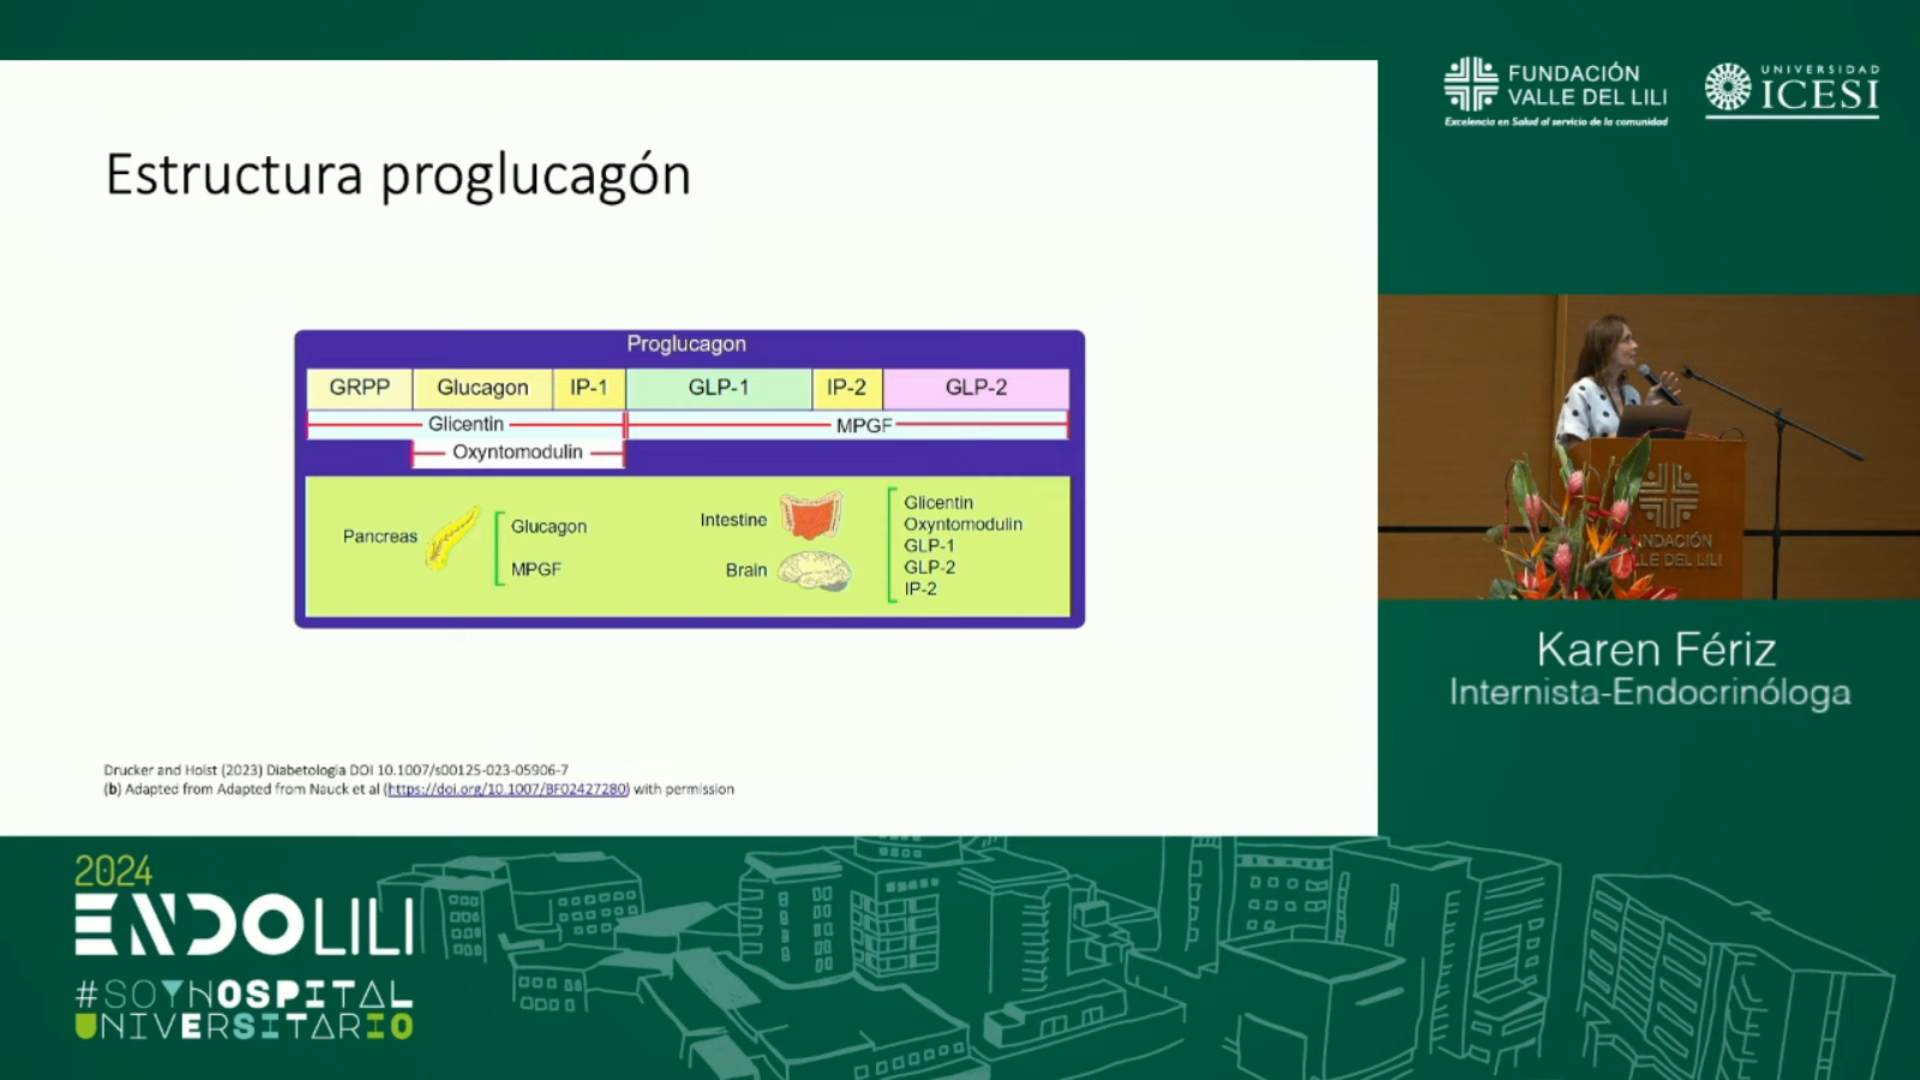 FUNDACIÓN
VALLE DEL LILI
Excelencia en Salud al servicio de la comunidad
UNIVERSIDAD
ICESI
Estructura proglucagón
Proglucagon
GRPP Glucagon IP-1 GLP-1 IP-2 GLP-2
Glicentin MPGF
Oxyntomodulin
Pancreas
Glucagon
MPGF
Intestine
Brain
Glicentin
Oxyntomodulin
GLP-1
GLP-2
IP-2
Drucker and Holst (2023) Diabetologia DOI 10.1007/s00125-023-05906-7
(b) Adapted from Adapted from Nauck et al (https://doi.org/10.1007/BF02427280) with permission
NDACIÓN
LLE DEL LILI
Karen Fériz
Internista-Endocrinóloga
2024
ENDOLILI
#SOYHOSPITAL
UNIVERSITARIO